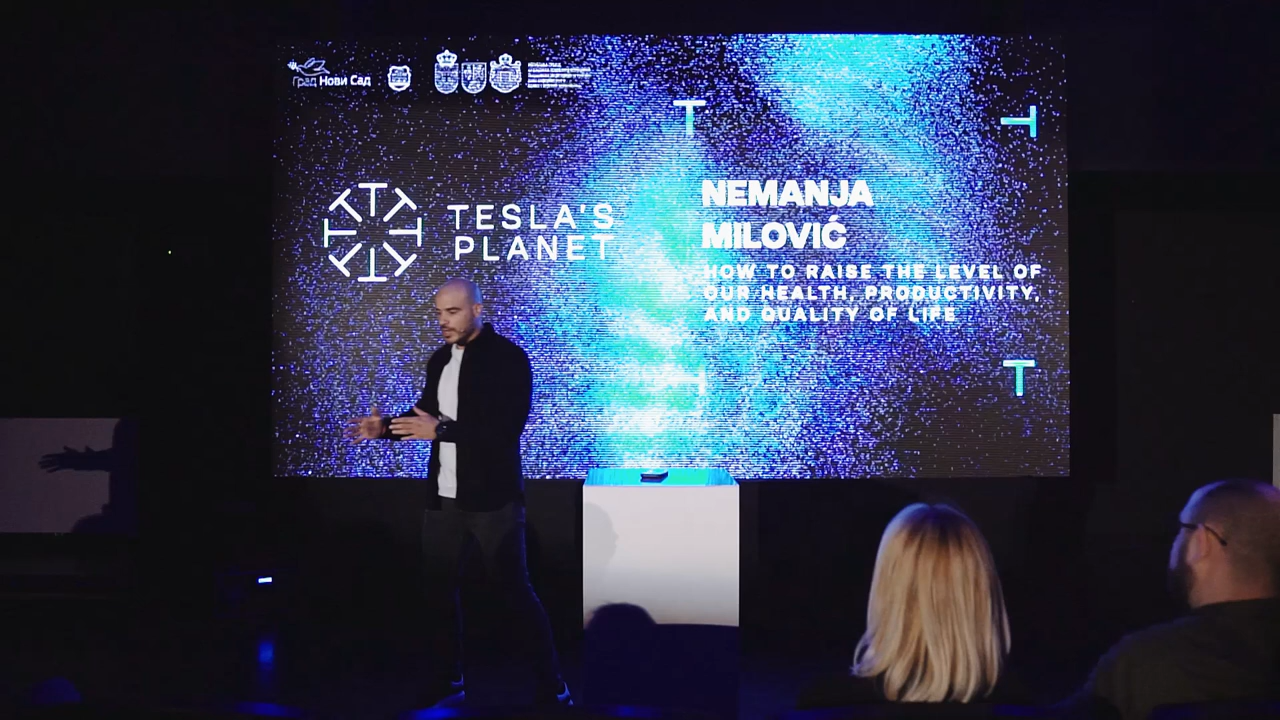 Град Нови Сад
TESLA'S
PLANET
NEMANJA
MILOVIĆ
HOW TO RAISE THE LEVEL OF
OUR HEALTH, PRODUCTIVITY,
AND QUALITY OF LIFE